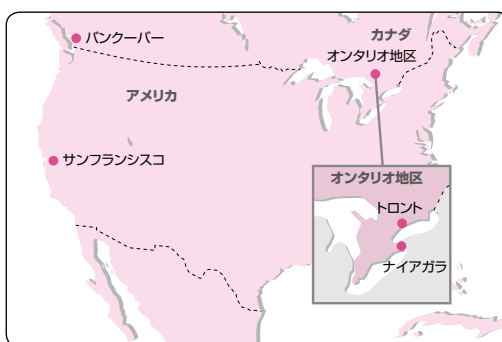 バンクーバー
カナダ
オンタリオ地区
アメリカ
サンフランシスコ
オンタリオ地区
トロント
ナイアガラ